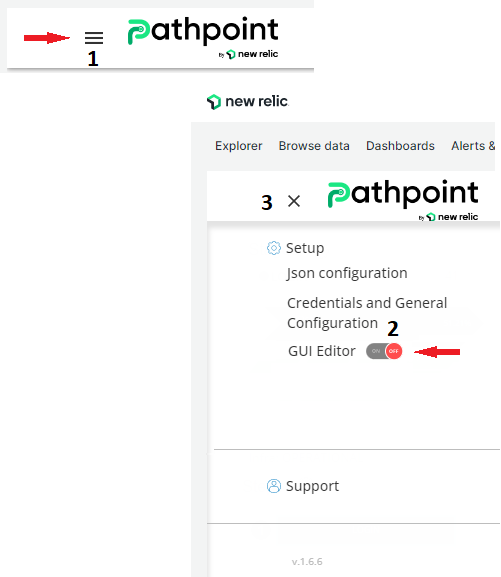 Pathpoint
By new relic
1
new relic
Explorer Browse data Dashboards Alerts &
3 Pathpoint
By new relic
Setup
Json configuration
Credentials and General
Configuration 2
GUI Editor ON OFF
Support
v.1.6.6